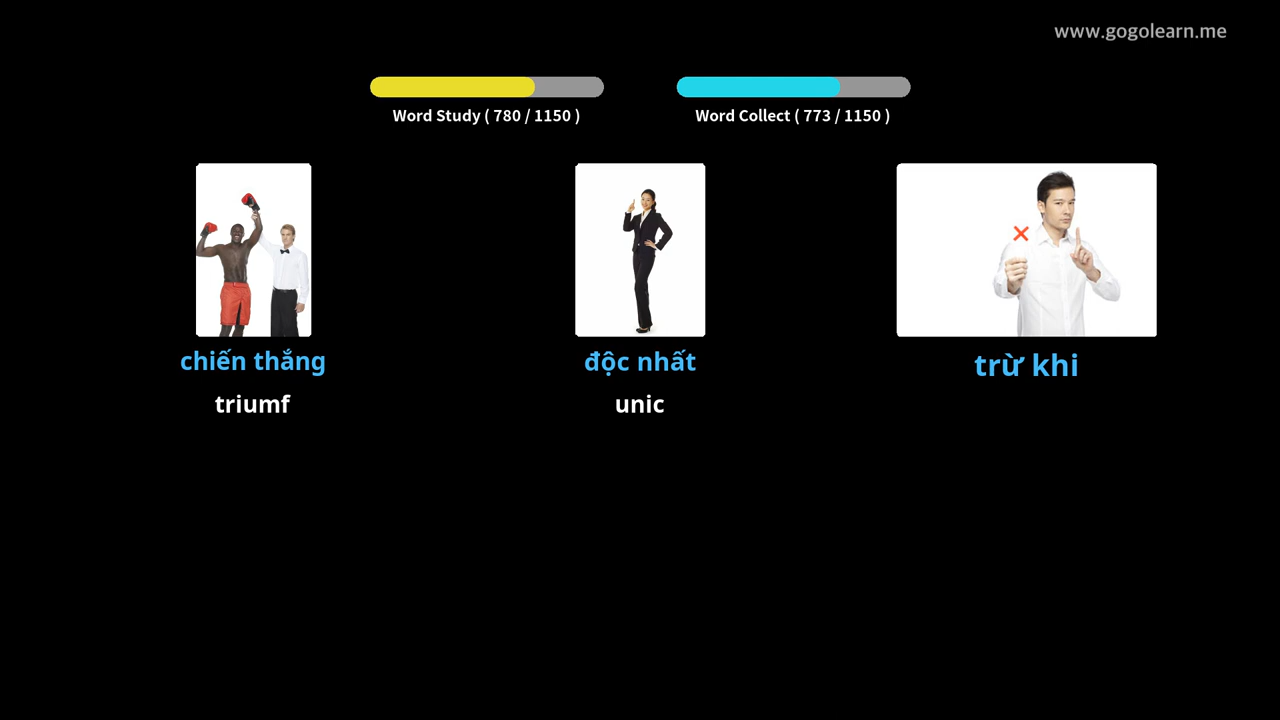 www.gogolearn.me
Word Study ( 780 / 1150 )
Word Collect ( 773 / 1150 )
chiến thắng
triumf
độc nhất
unic
trừ khi